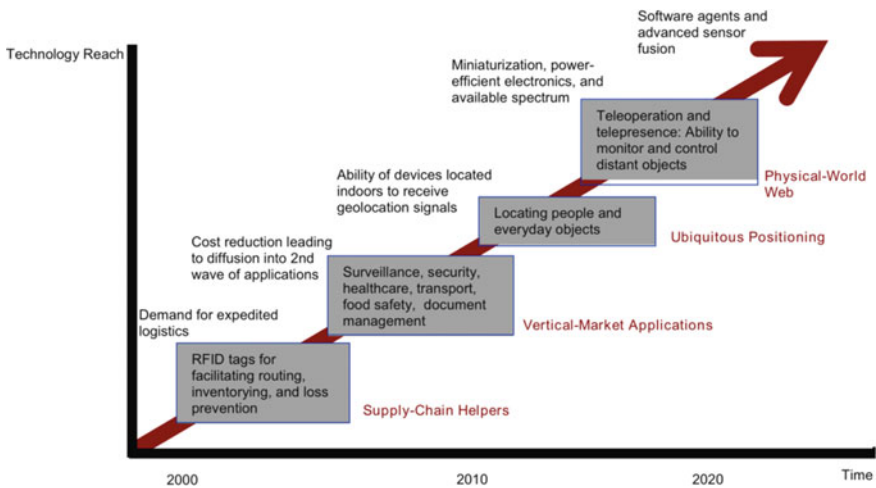 Software agents and
advanced sensor
fusion
Technology Reach
Miniaturization, power-
efficient electronics, and
available spectrum
Teleoperation and
telepresence: Ability to
monitor and control
distant objects
Physical-World
Web
Ability of devices located
indoors to receive
geolocation signals
Locating people and
everyday objects
Ubiquitous Positioning
Cost reduction leading
to diffusion into 2nd
wave of applications
Surveillance, security,
healthcare, transport,
food safety, document
management
Vertical-Market Applications
Demand for expedited
logistics
RFID tags for
facilitating routing,
inventorying, and loss
prevention
Supply-Chain Helpers
2000
2010
2020
Time